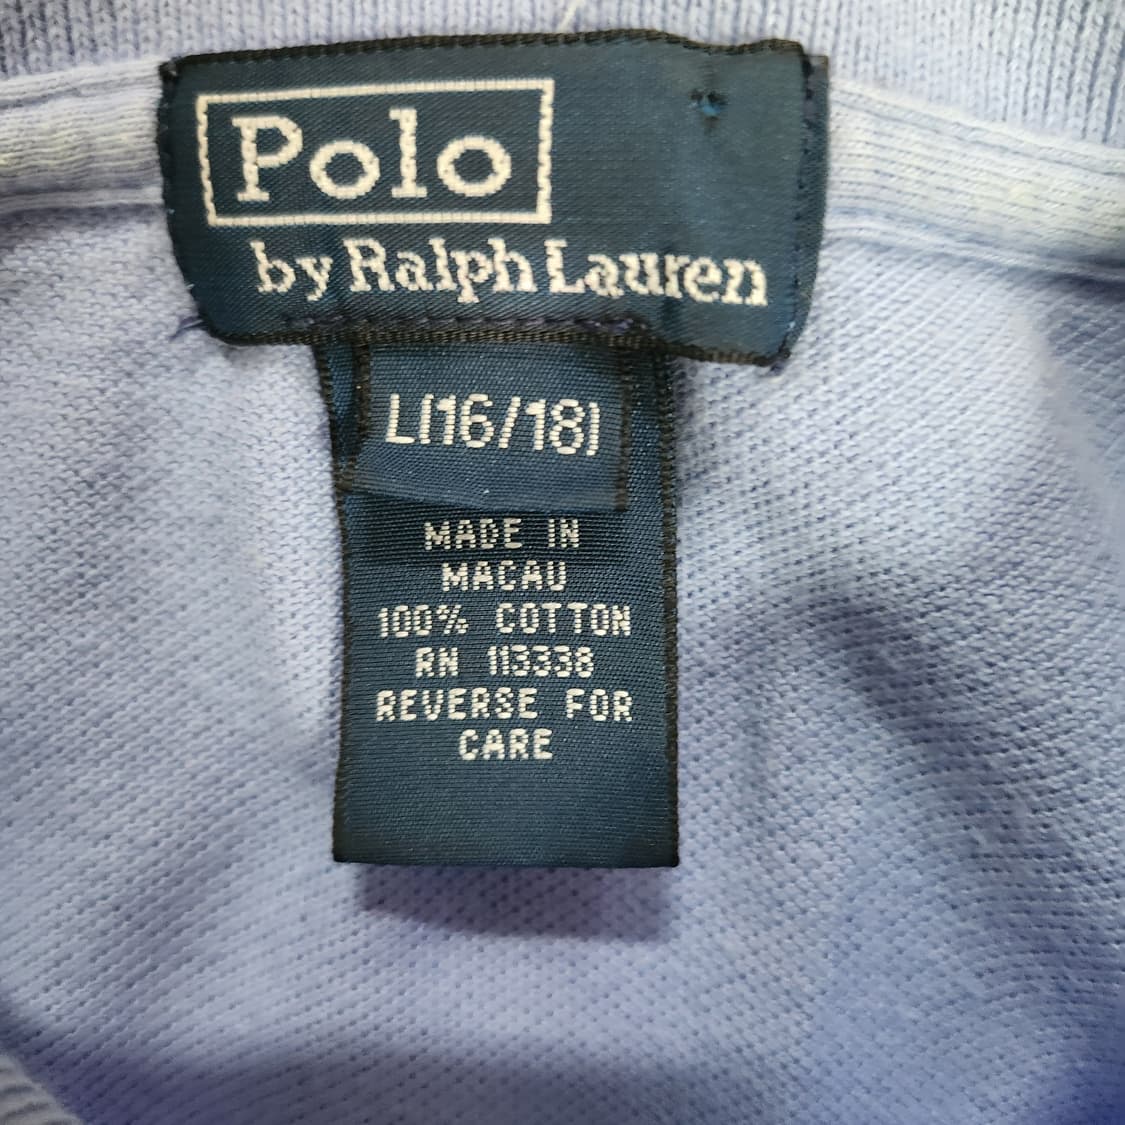 Polo
by Ralph Lauren
L(16/18)
MADE IN
MACAU
100% COTTON
RN 113338
REVERSE FOR
CARE